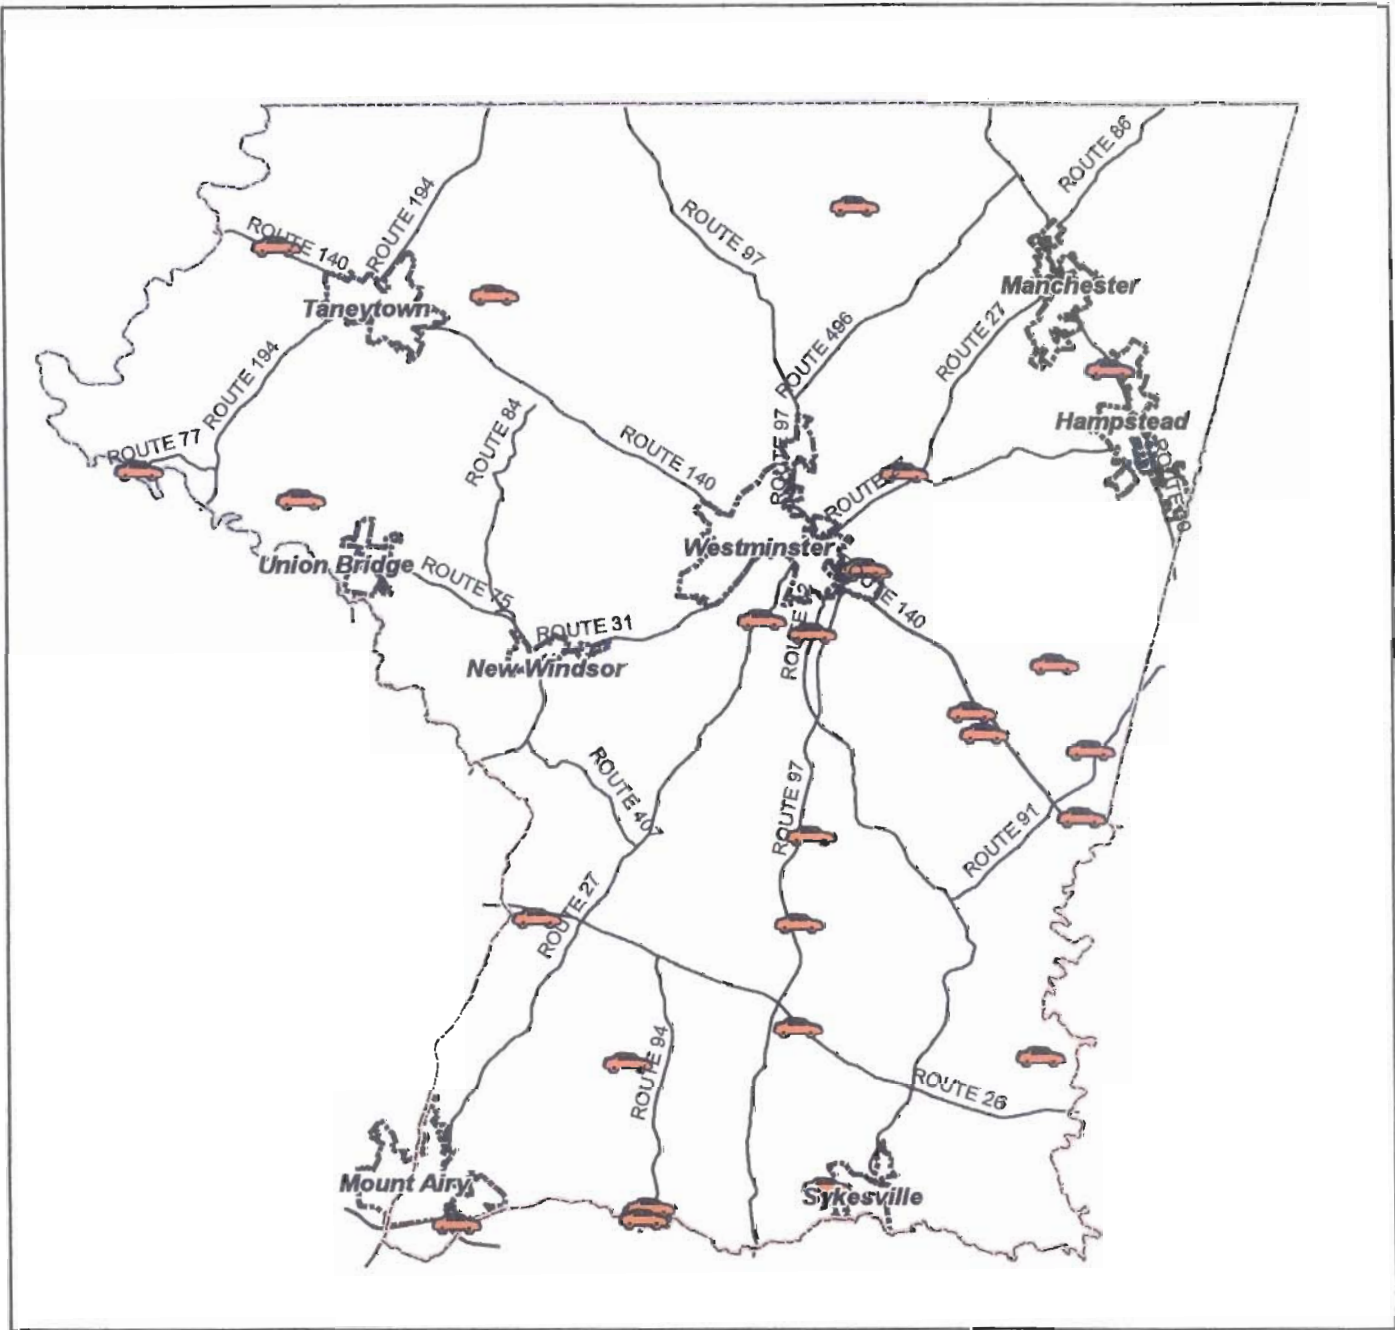 ROUTE 86
ROUTE 194
ROUTE 97
ROUTE 140
Manchester
Taneytown
ROUTE 496
ROUTE 27
ROUTE 194
ROUTE 84
Hampstead
ROUTE 77
ROUTE 140
ROUTE 97
ROUTE
Westminster
Union Bridge
ROUTE 75
ROUTE 31
New Windsor
ROUTE 97
ROUTE 407
ROUTE 91
ROUTE 27
ROUTE 94
ROUTE 26
Mount Airy
Sykesville